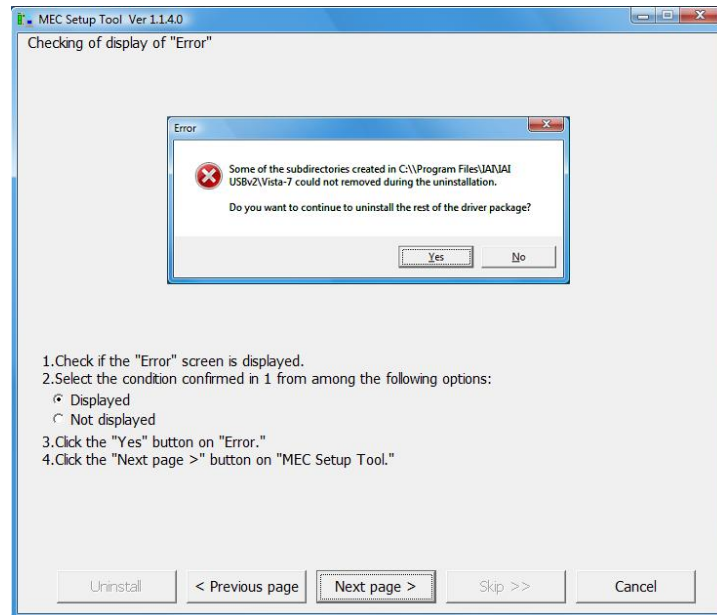 MEC Setup Tool Ver 1.1.4.0
Checking of display of "Error"
Error
Some of the subdirectories created in C:\\Program Files\IAI\IAI
USBv2\Vista-7 could not removed during the uninstallation.
Do you want to continue to uninstall the rest of the driver package?
Yes No
1.Check if the "Error" screen is displayed.
2.Select the condition confirmed in 1 from among the following options:
Displayed
Not displayed
3.Click the "Yes" button on "Error."
4.Click the "Next page >" button on "MEC Setup Tool."
Uninstall < Previous page Next page > Skip >> Cancel